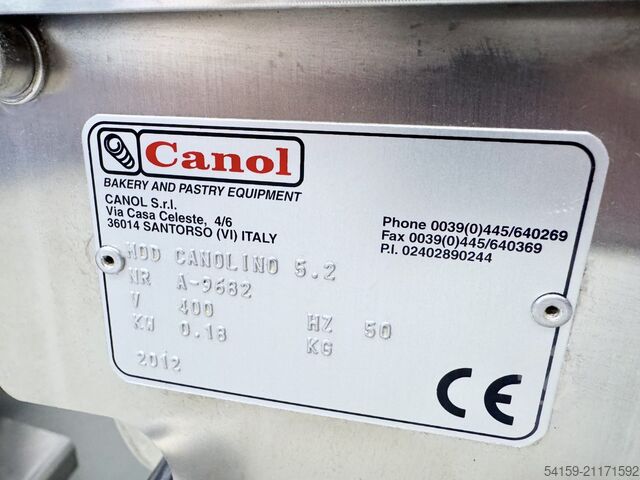 Canol
BAKERY AND PASTRY EQUIPMENT
CANOL S.r.l.
Via Casa Celeste, 4/6
36014 SANTORSO (VI) ITALY
Phone 0039(0)445/640269
Fax 0039(0)445/640369
P.I. 02402890244
MOD CANOLINO 5.2
NR A-9682
V 400
KW 0.18 HZ 50
KG
2012
CE
54159-21171592